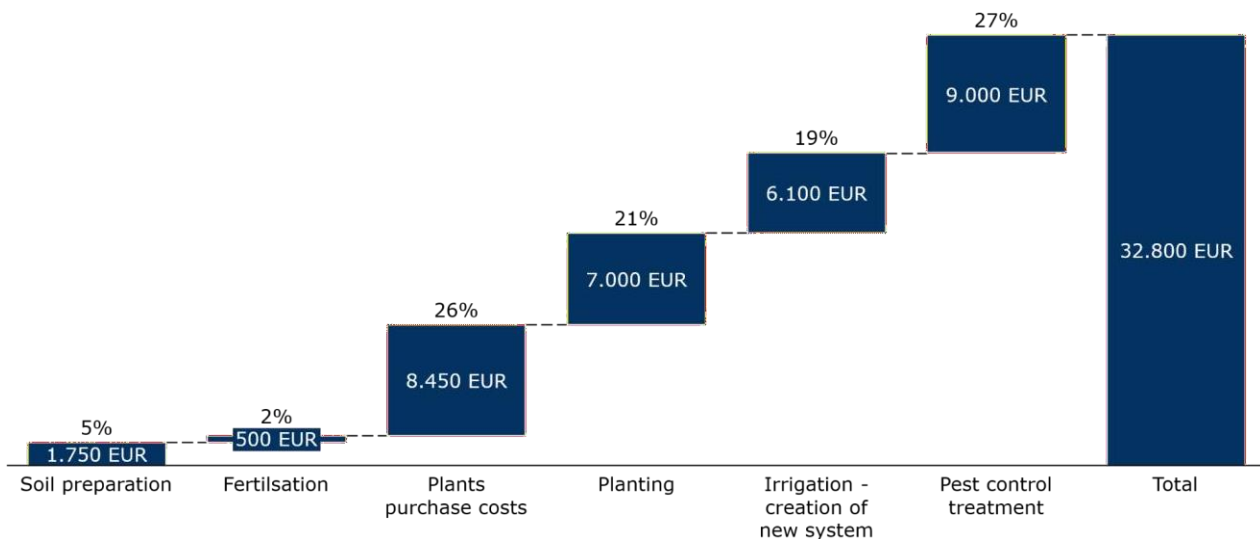 27%
9.000 EUR
19%
6.100 EUR
21%
7.000 EUR
32.800 EUR
26%
8.450 EUR
5%
2%
1.750 EUR
500 EUR
Soil preparation
Fertilsation
Plants
purchase costs
Planting
Irrigation -
creation of
new system
Pest control
treatment
Total